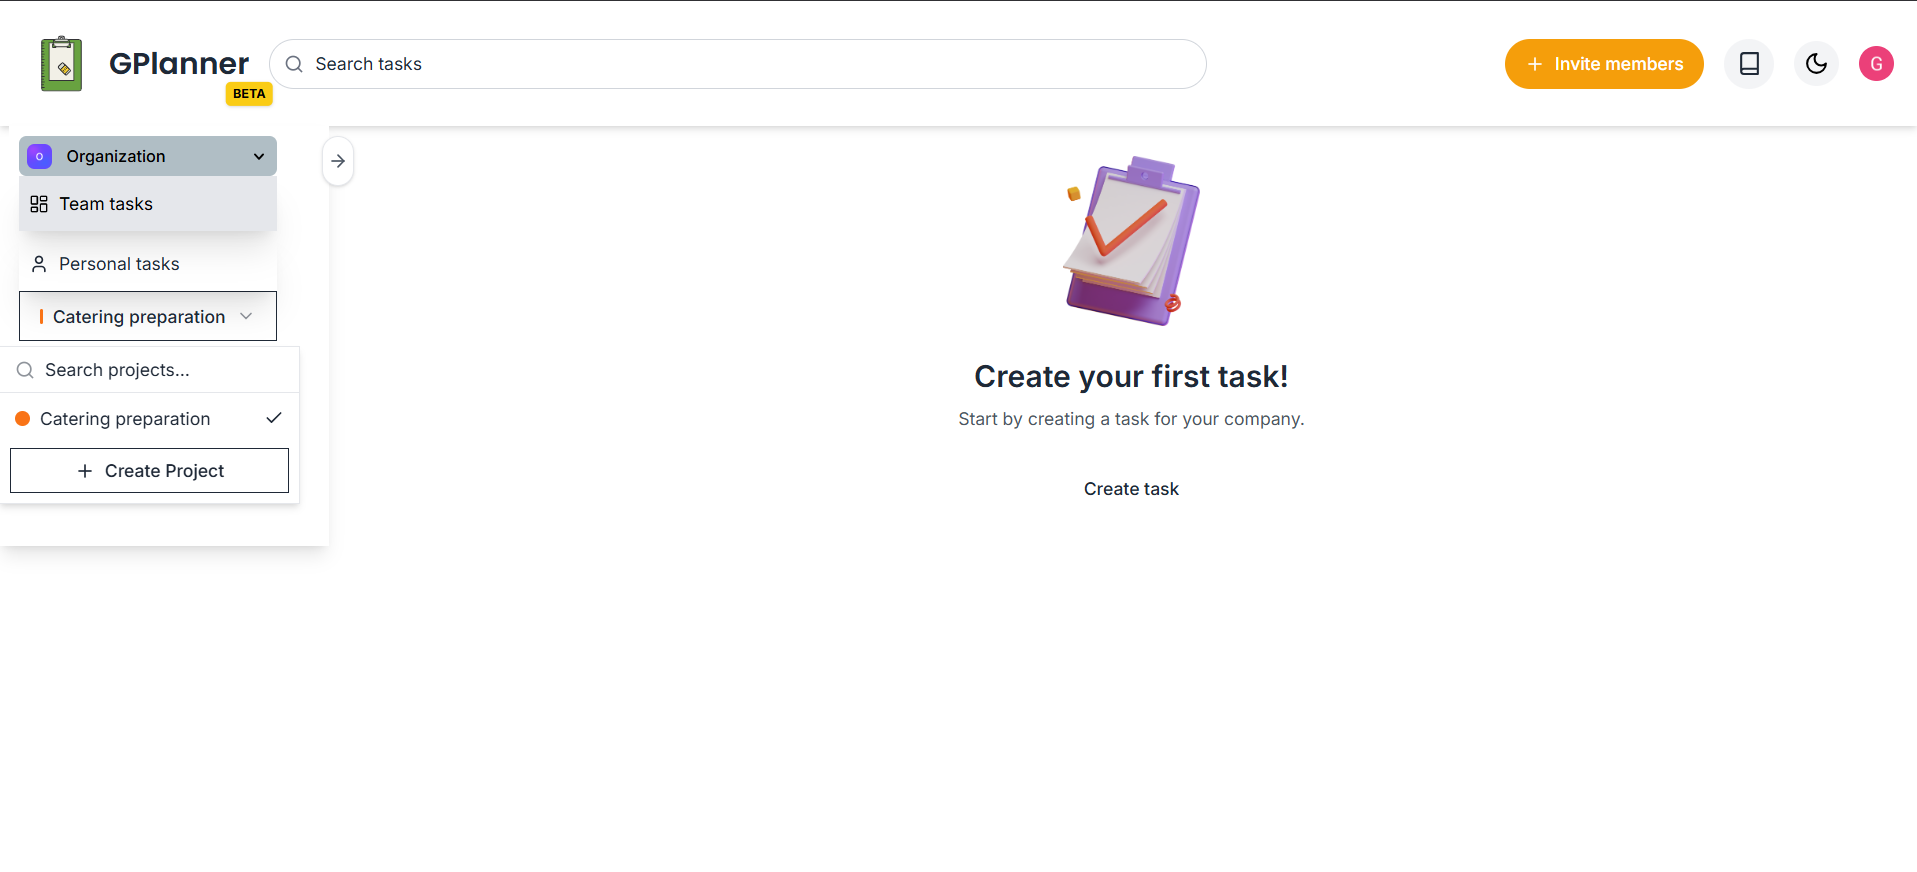 GPlanner
BETA
Search tasks
Invite members
G
O Organization
Team tasks
Personal tasks
Catering preparation
Search projects...
Catering preparation
Create Project
Create your first task!
Start by creating a task for your company.
Create task